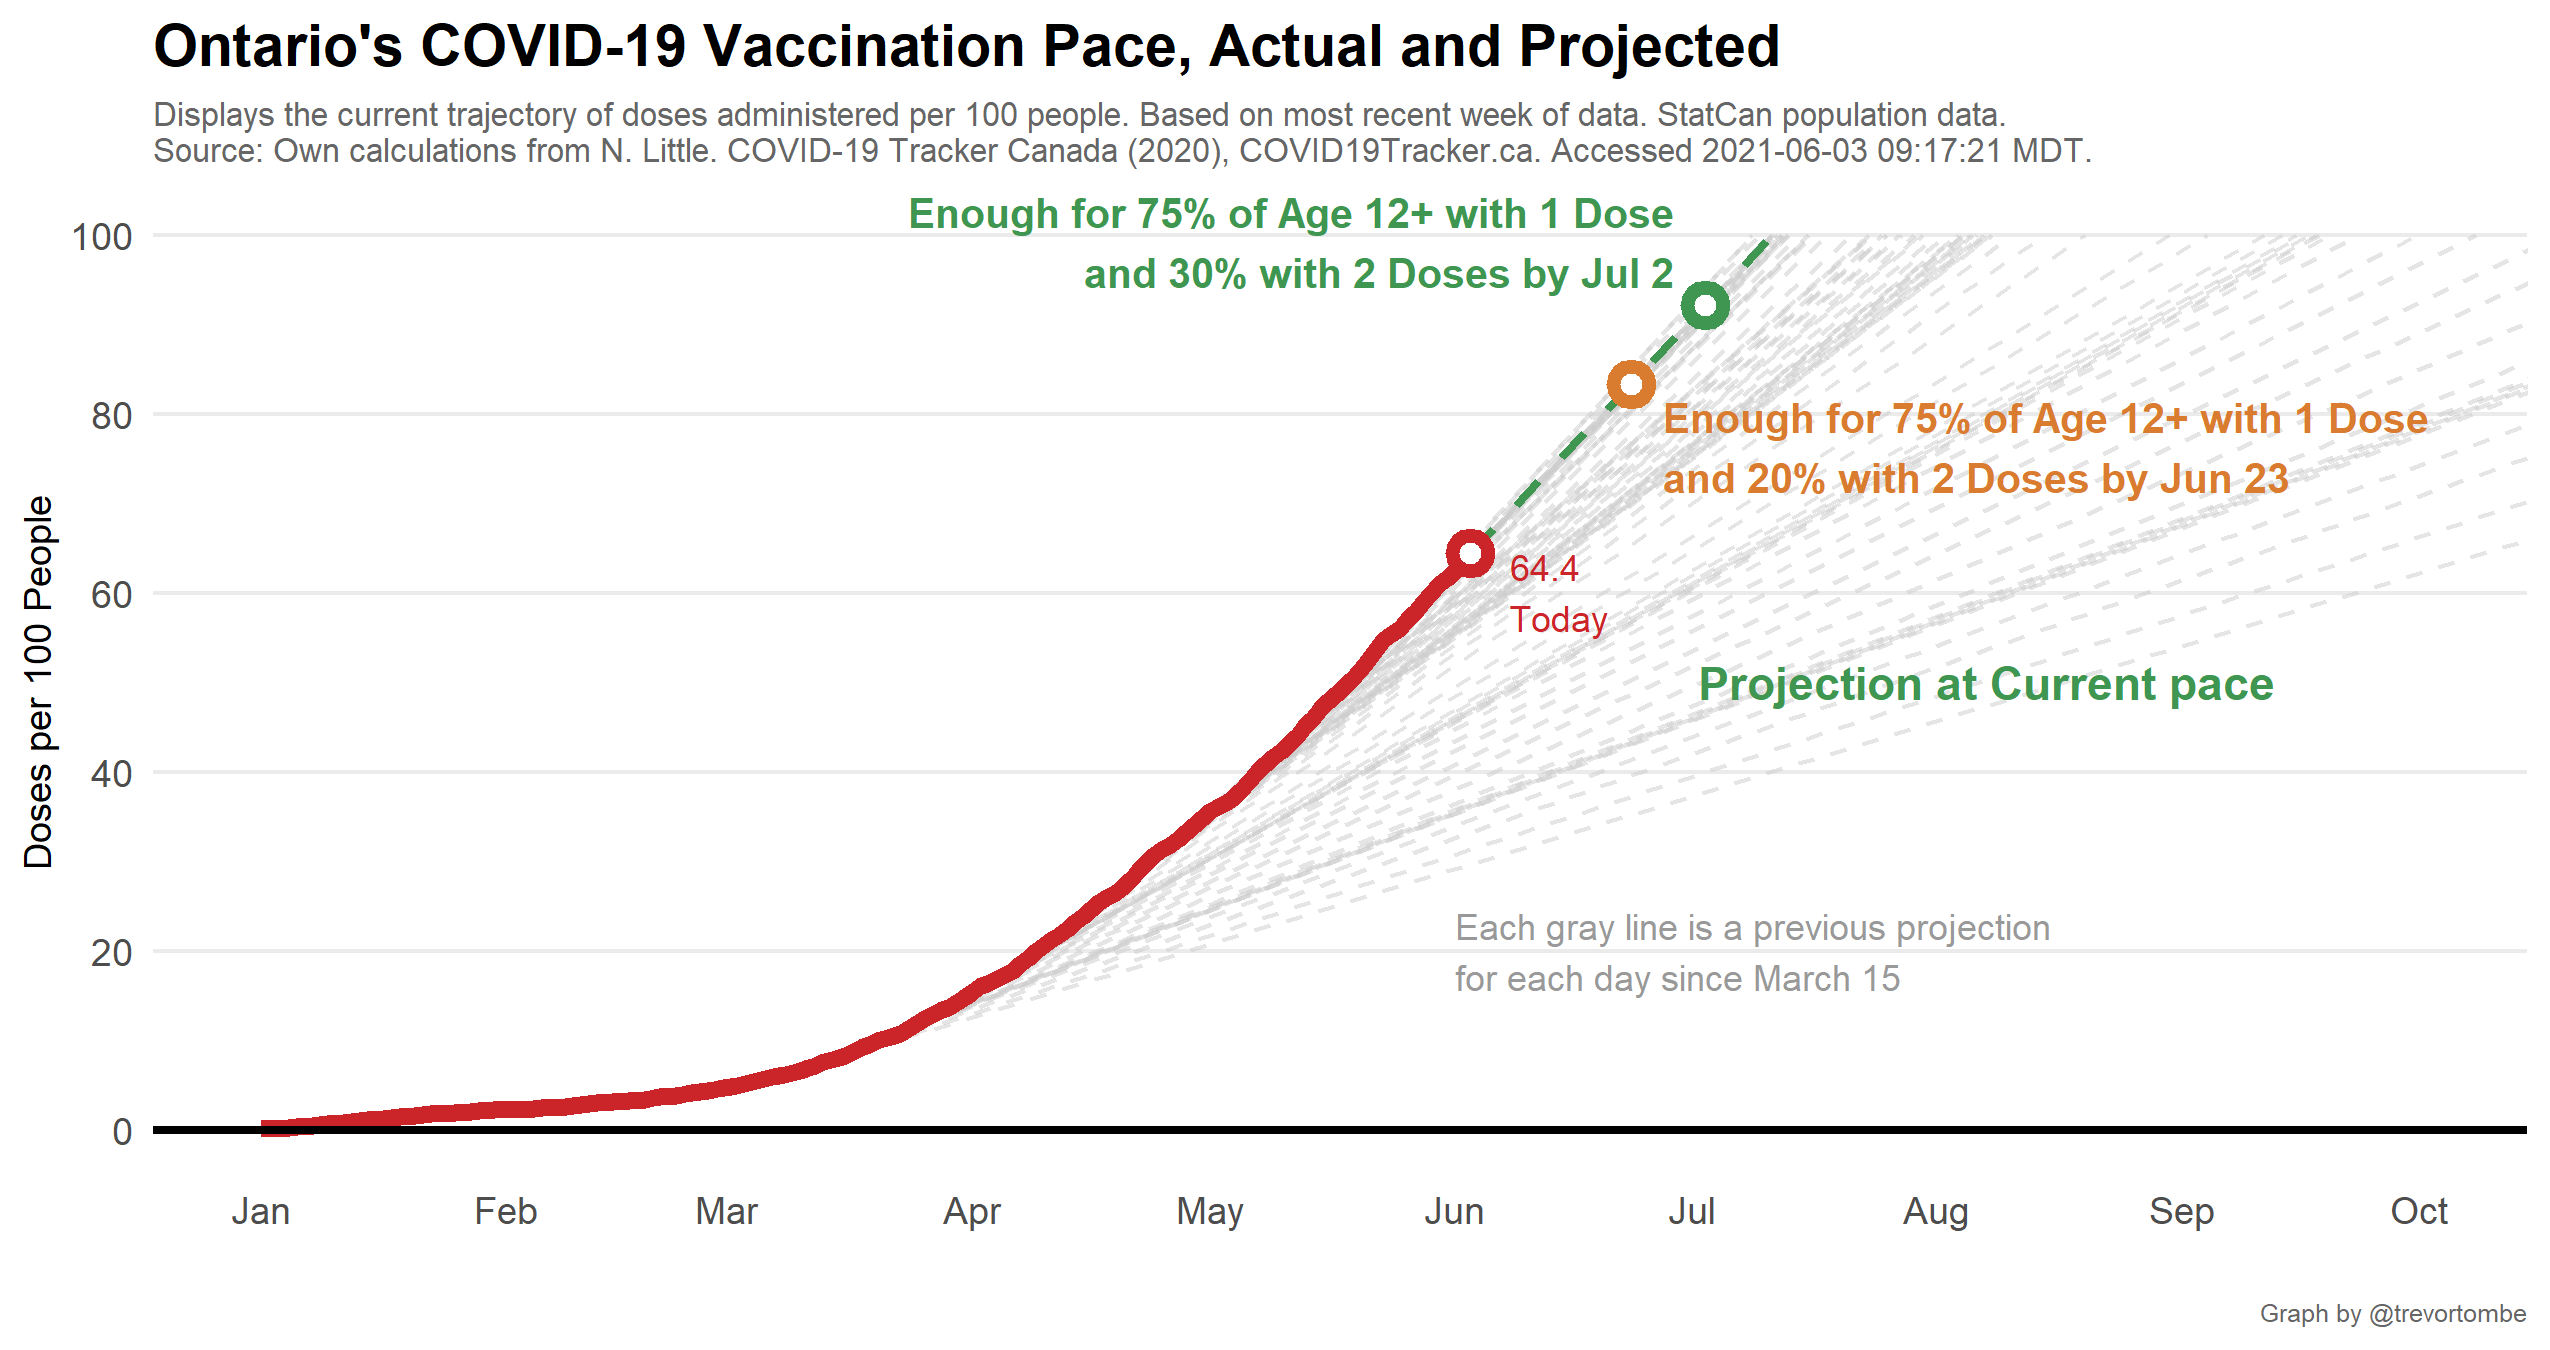 Ontario's COVID-19 Vaccination Pace, Actual and Projected
Displays the current trajectory of doses administered per 100 people. Based on most recent week of data. StatCan population data.
Source: Own calculations from N. Little. COVID-19 Tracker Canada (2020), COVID19Tracker.ca. Accessed 2021-06-03 09:17:21 MDT.
Enough for 75% of Age 12+ with 1 Dose
and 30% with 2 Doses by Jul 2
Enough for 75% of Age 12+ with 1 Dose
and 20% with 2 Doses by Jun 23
64.4
Today
Projection at Current pace
Each gray line is a previous projection
for each day since March 15
Doses per 100 People
100
80
60
40
20
0
Jan Feb Mar Apr May Jun Jul Aug Sep Oct
Graph by @trevortombe